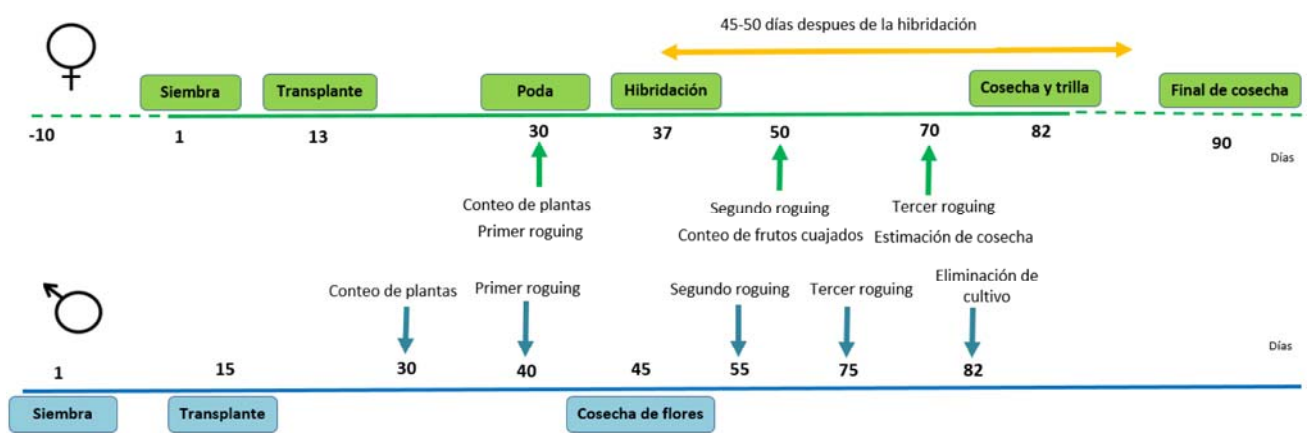 45-50 días despues de la hibridación
Siembra
Transplante
Poda
Hibridación
Cosecha y trilla
Final de cosecha
-10
1
13
30
37
50
70
82
90
Días
Conteo de plantas
Primer roguing
Segundo roguing
Conteo de frutos cuajados
Tercer roguing
Estimación de cosecha
Conteo de plantas
Primer roguing
Segundo roguing
Tercer roguing
Eliminación de
cultivo
Días
1
15
30
40
45
55
75
82
Siembra
Transplante
Cosecha de flores